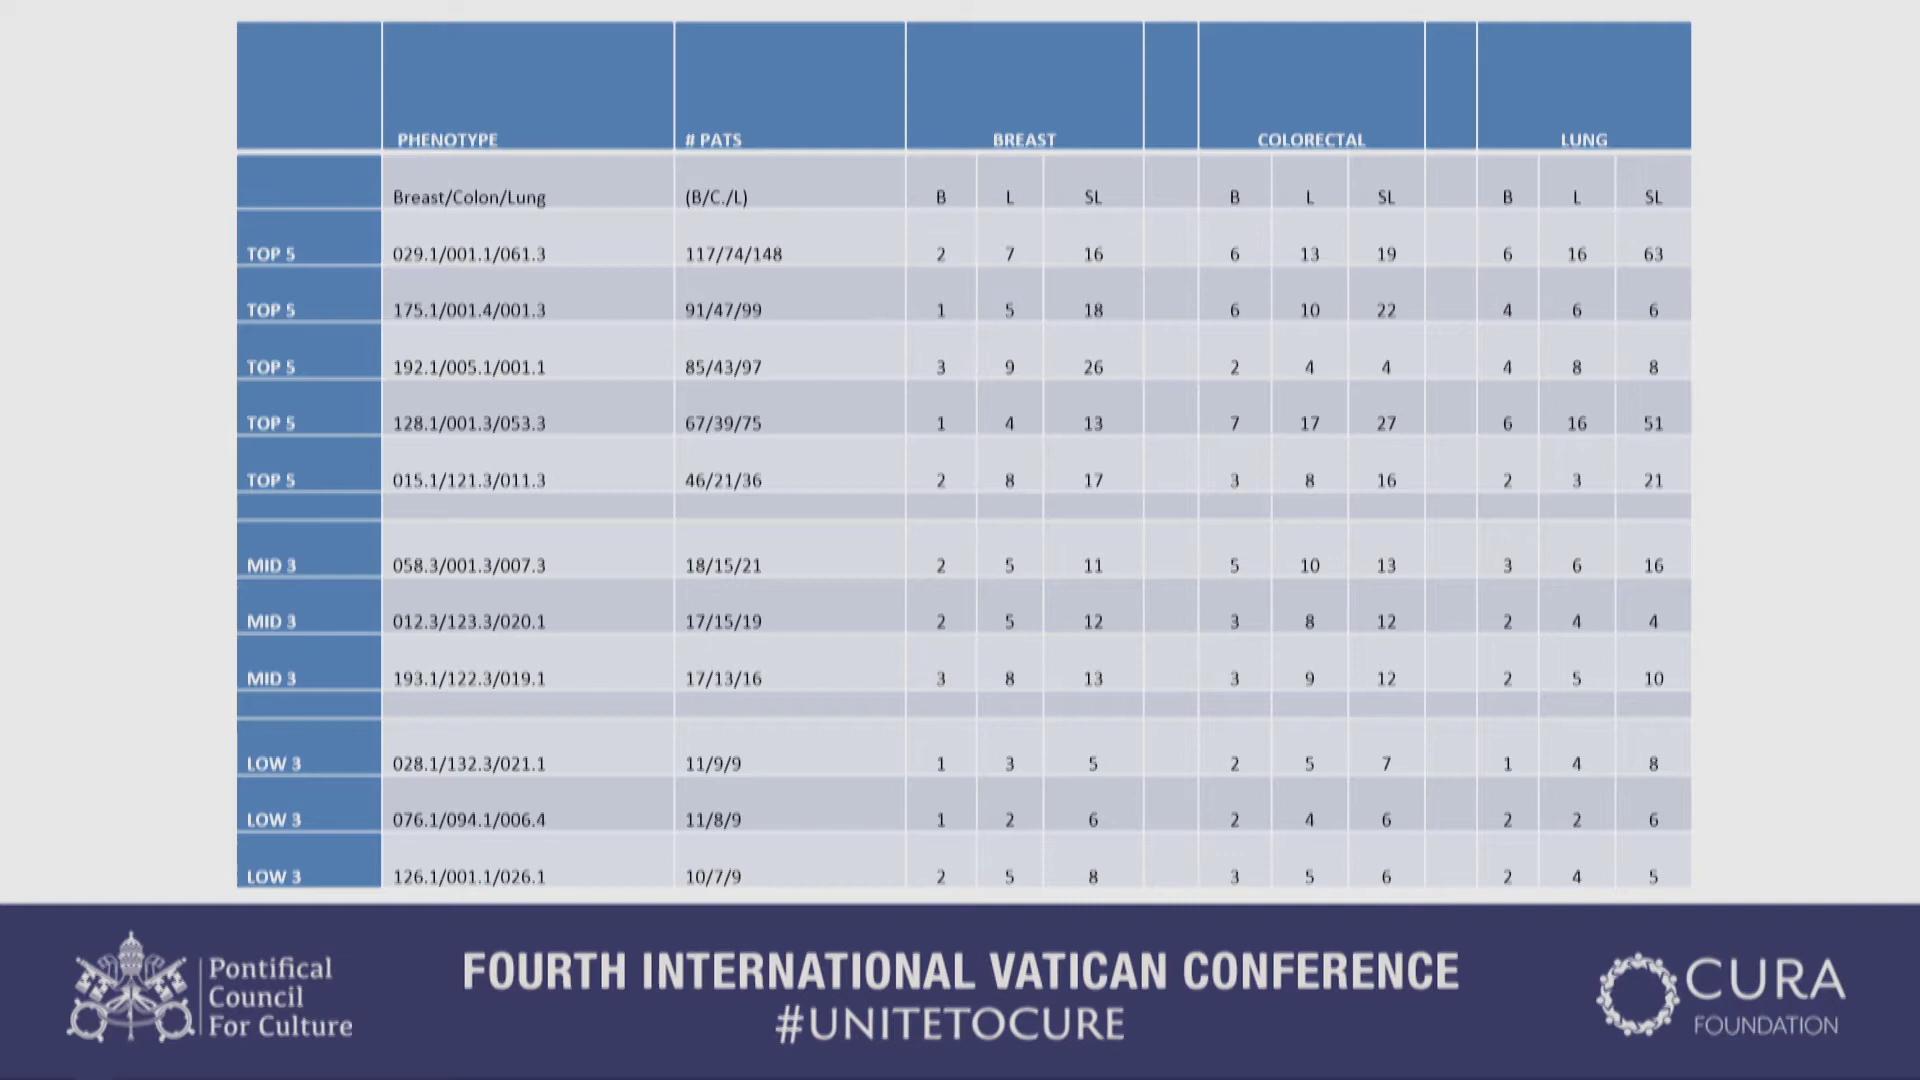 PHENOTYPE # PATS BREAST COLORECTAL LUNG
Breast/Colon/Lung (B/C./L) B L SL B L SL B L SL
TOP 5 029.1/001.1/061.3 117/74/148 2 7 16 6 13 19 6 16 63
TOP 5 175.1/001.4/001.3 91/47/99 1 5 18 6 10 22 4 6 6
TOP 5 192.1/005.1/001.1 85/43/97 3 9 26 2 4 4 4 8 8
TOP 5 128.1/001.3/053.3 67/39/75 1 4 13 7 17 27 6 16 51
TOP 5 015.1/121.3/011.3 46/21/36 2 8 17 3 8 16 2 3 21
MID 3 058.3/001.3/007.3 18/15/21 2 5 11 5 10 13 3 6 16
MID 3 012.3/123.3/020.1 17/15/19 2 5 12 3 8 12 2 4 4
MID 3 193.1/122.3/019.1 17/13/16 3 8 13 3 9 12 2 5 10
LOW 3 028.1/132.3/021.1 11/9/9 1 3 5 2 5 7 1 4 8
LOW 3 076.1/094.1/006.4 11/8/9 1 2 6 2 4 6 2 2 6
LOW 3 126.1/001.1/026.1 10/7/9 2 5 8 3 5 6 2 4 5
Pontifical
Council
For Culture
FOURTH INTERNATIONAL VATICAN CONFERENCE
#UNITETOCURE
CURA
FOUNDATION